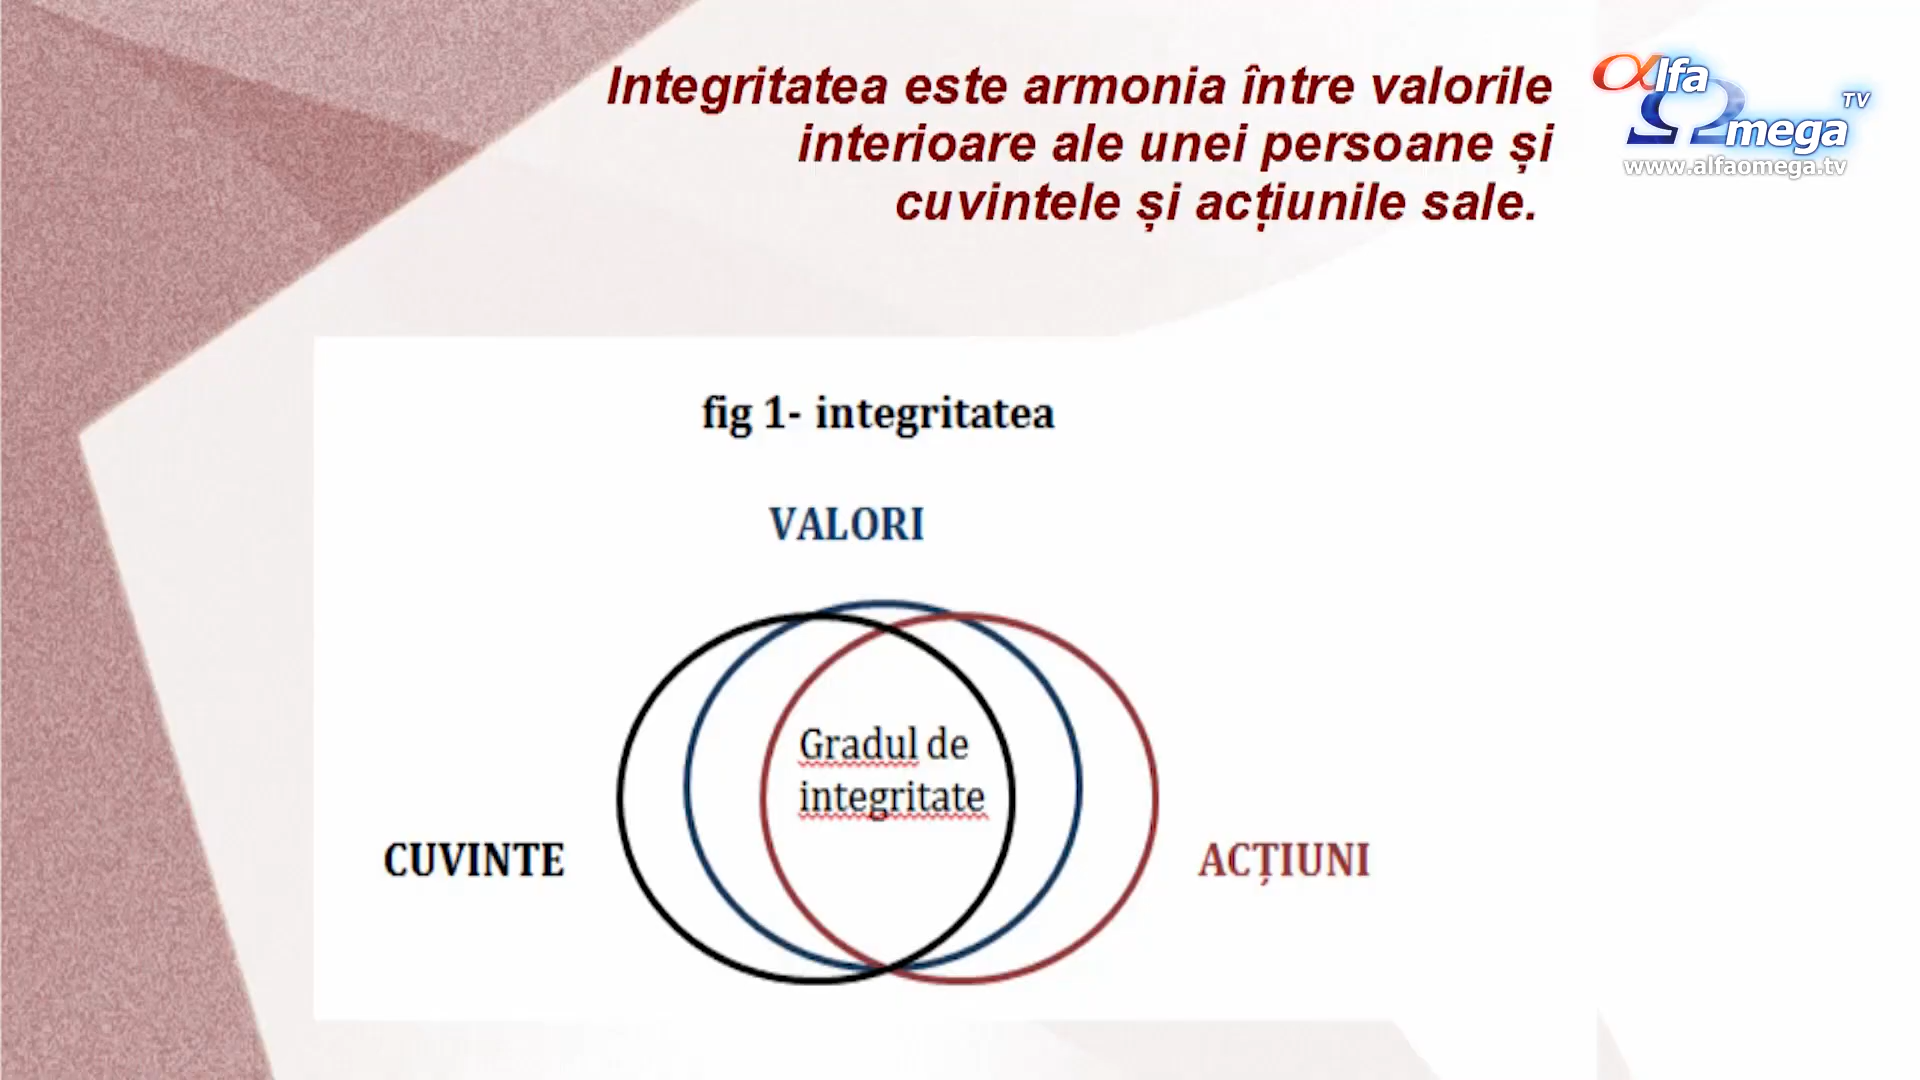 Integritatea este armonia între valorile
interioare ale unei persoane și
cuvintele și acțiunile sale.
αlfa
Ωmega TV
www.alfaomega.tv
fig 1- integritatea
VALORI
Gradul de
integritate
CUVINTE
ACȚIUNI